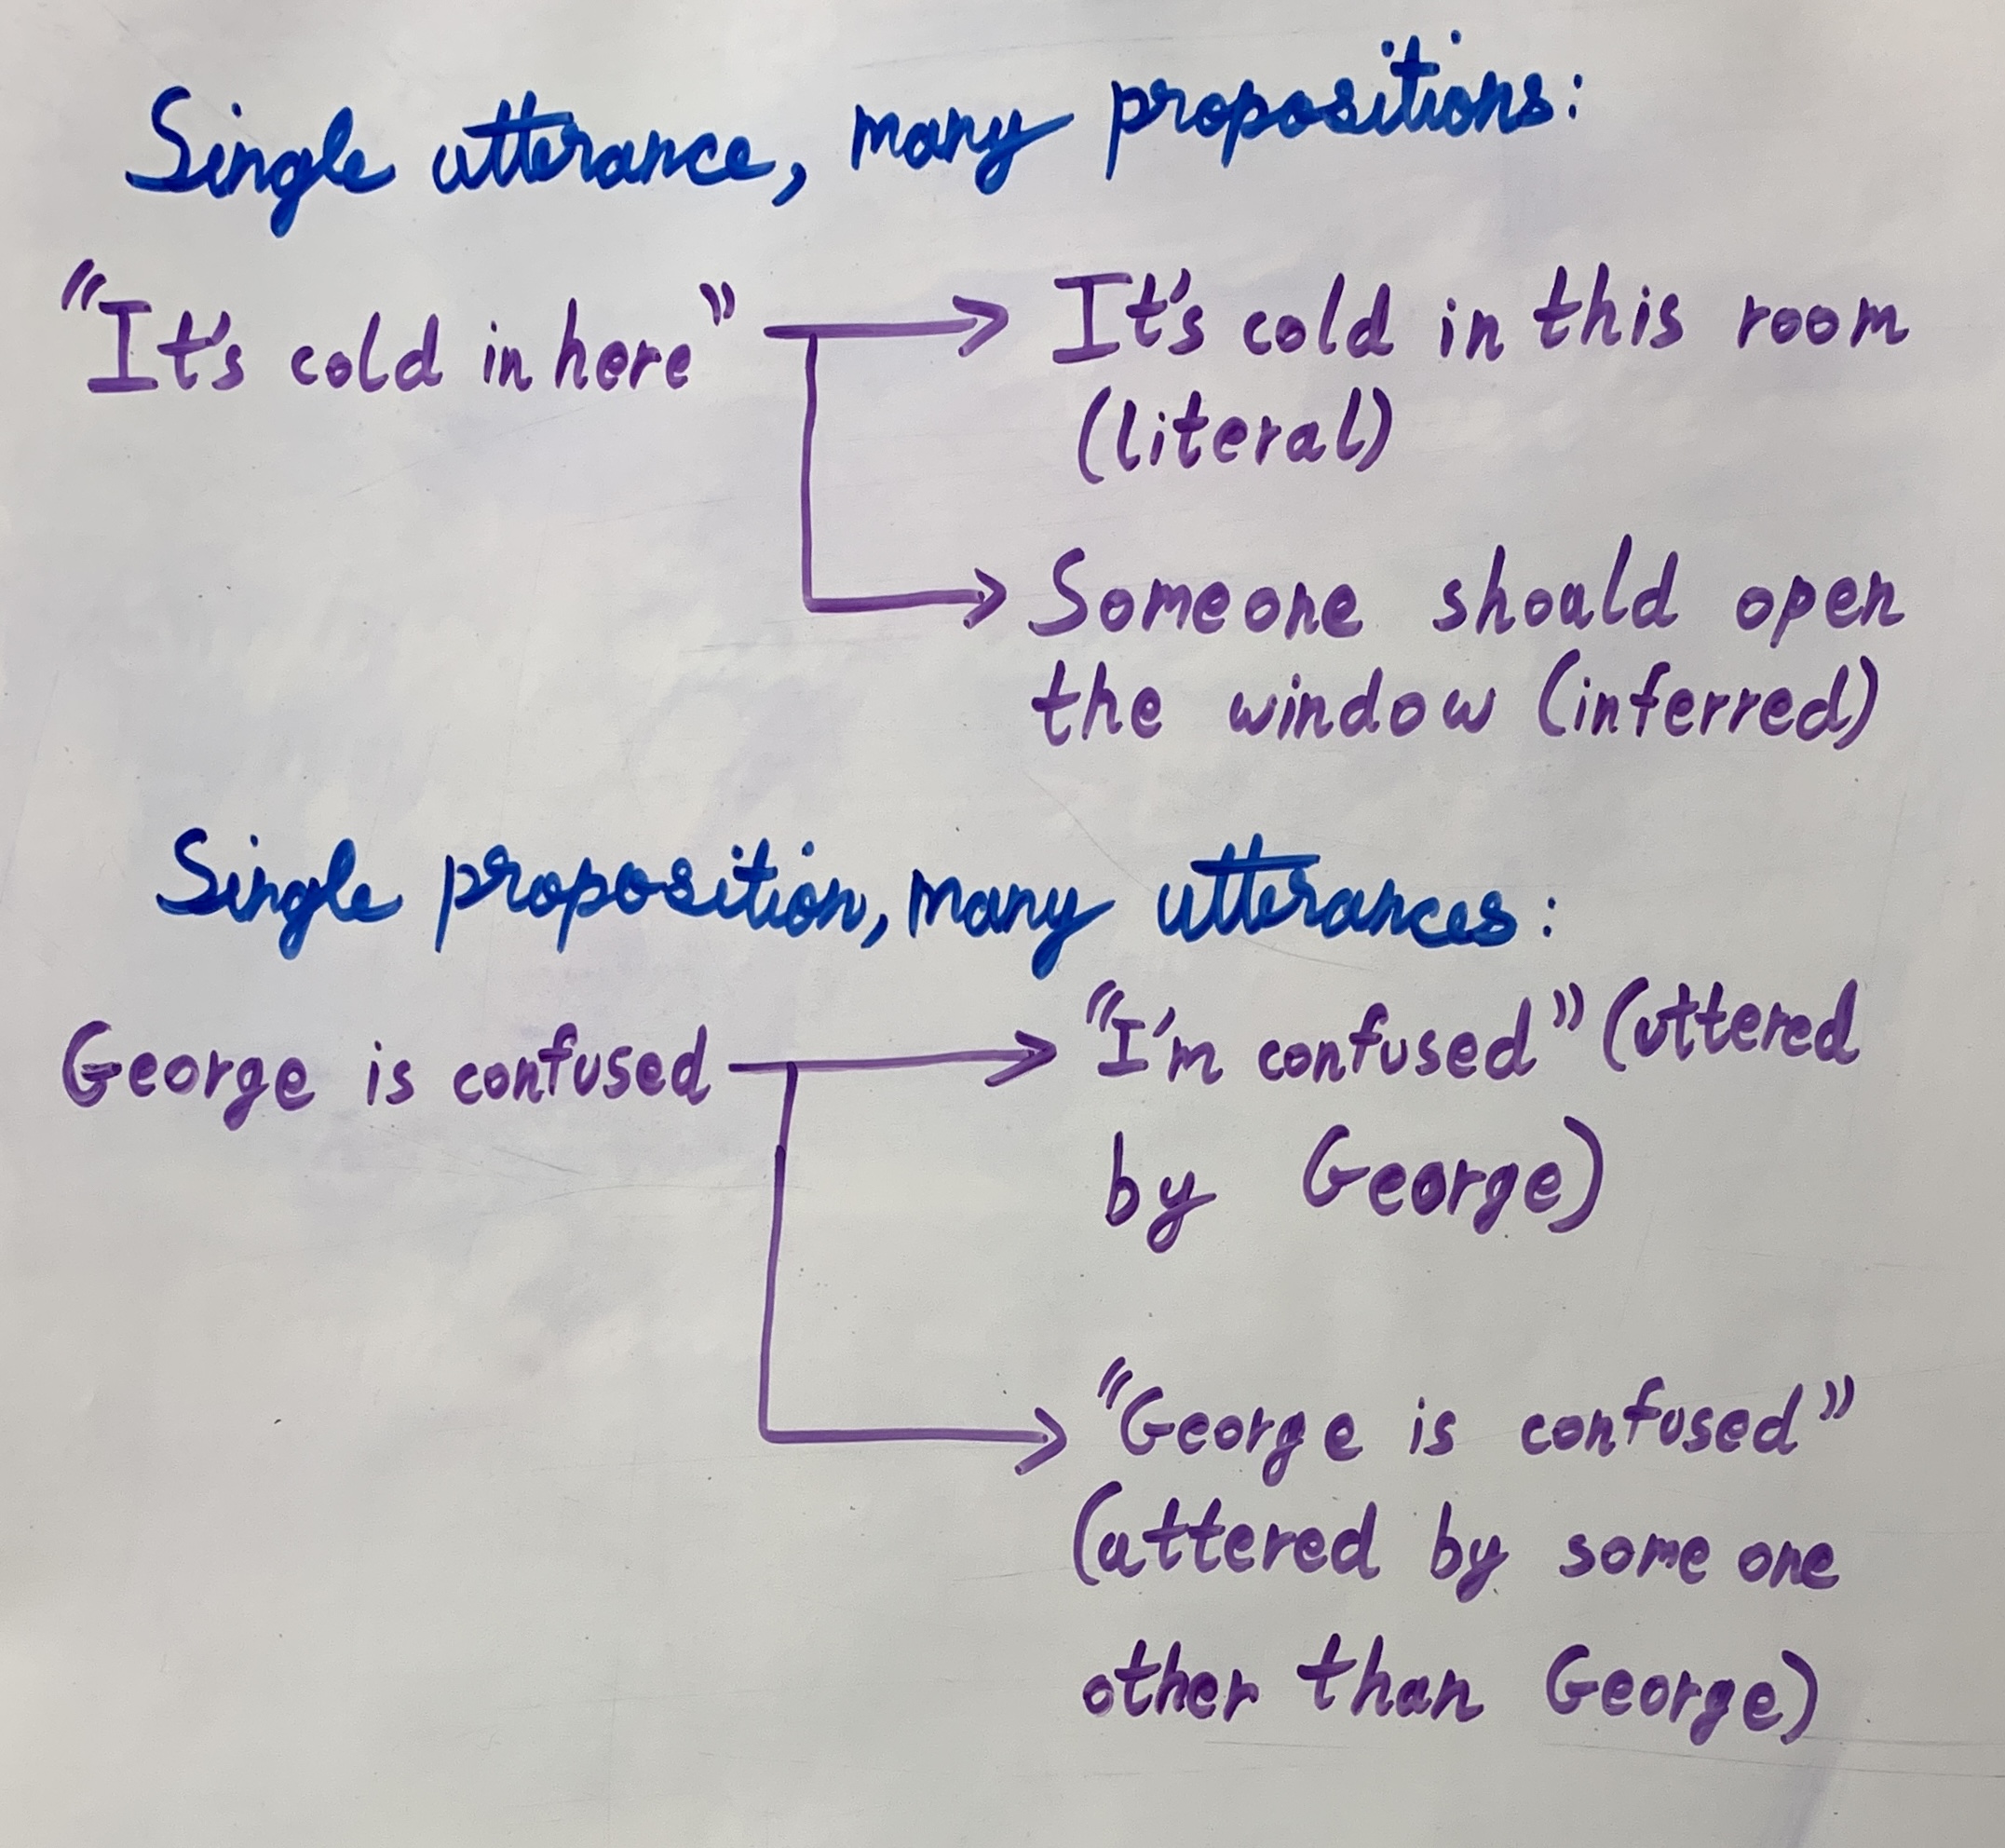 Single utterance, many propositions:
"It's cold in here"
It's cold in this room
(literal)
Someone should open
the window (inferred)
Single proposition, many utterances:
George is confused
"I'm confused" (uttered
by George)
"George is confused"
(uttered by some one
other than George)